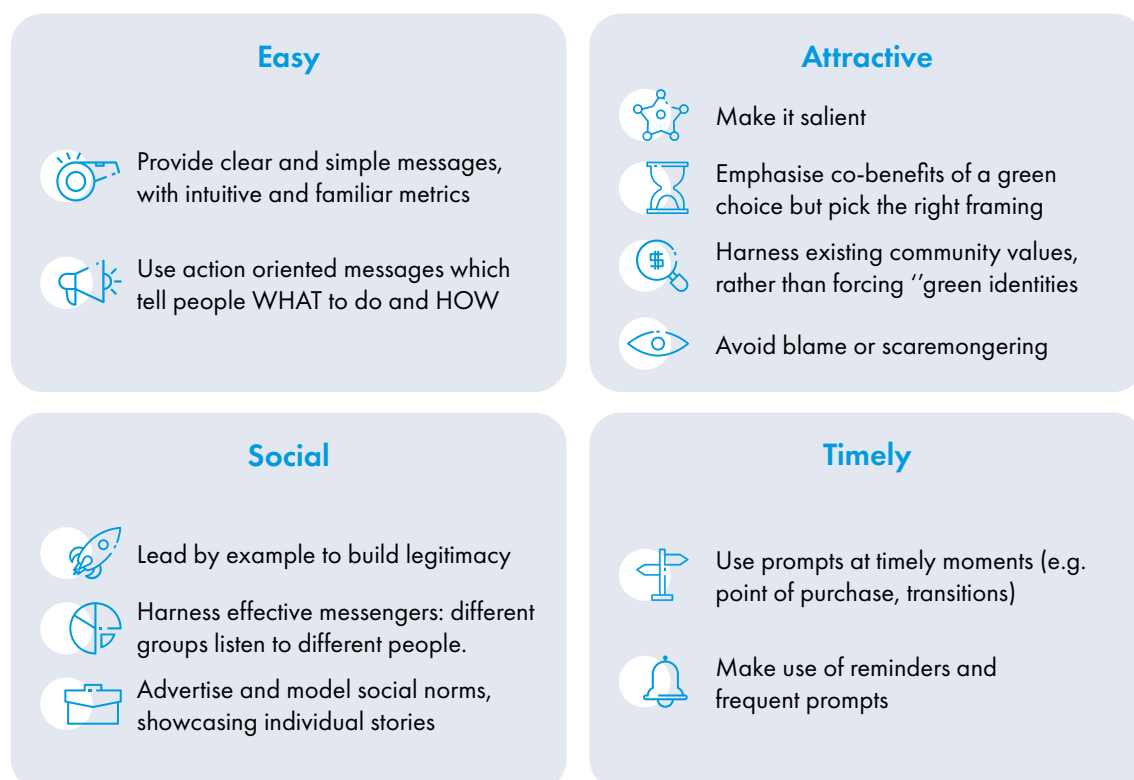 Easy
Provide clear and simple messages,
with intuitive and familiar metrics
Use action oriented messages which
tell people WHAT to do and HOW
Attractive
Make it salient
Emphasise co-benefits of a green
choice but pick the right framing
Harness existing community values,
rather than forcing ‘’green identities
Avoid blame or scaremongering
Social
Lead by example to build legitimacy
Harness effective messengers: different
groups listen to different people.
Advertise and model social norms,
showcasing individual stories
Timely
Use prompts at timely moments (e.g.
point of purchase, transitions)
Make use of reminders and
frequent prompts